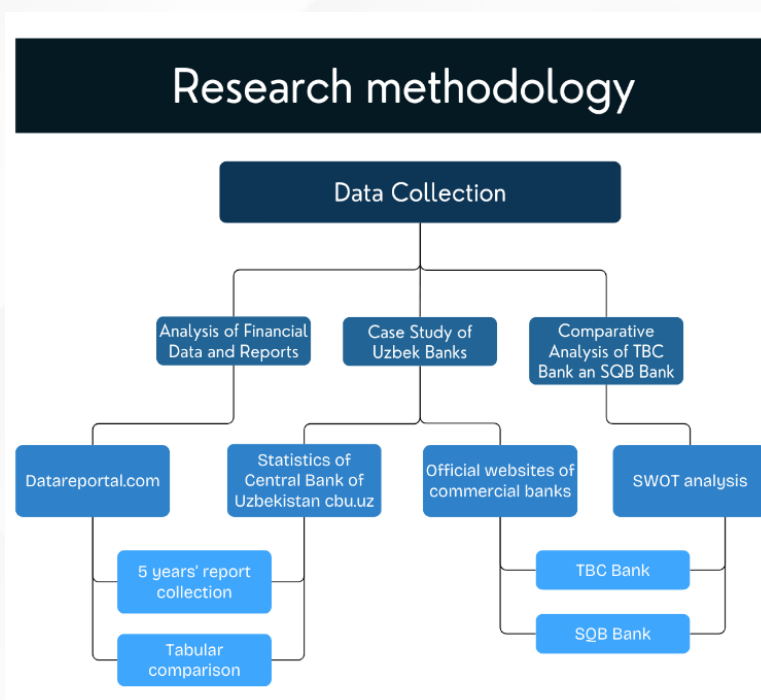 Research methodology
Data Collection
Analysis of Financial
Data and Reports
Case Study of
Uzbek Banks
Comparative
Analysis of TBC
Bank an SQB Bank
Datareportal.com
Statistics of
Central Bank of
Uzbekistan cbu.uz
Official websites of
commercial banks
SWOT analysis
5 years' report
collection
TBC Bank
Tabular
comparison
SQB Bank